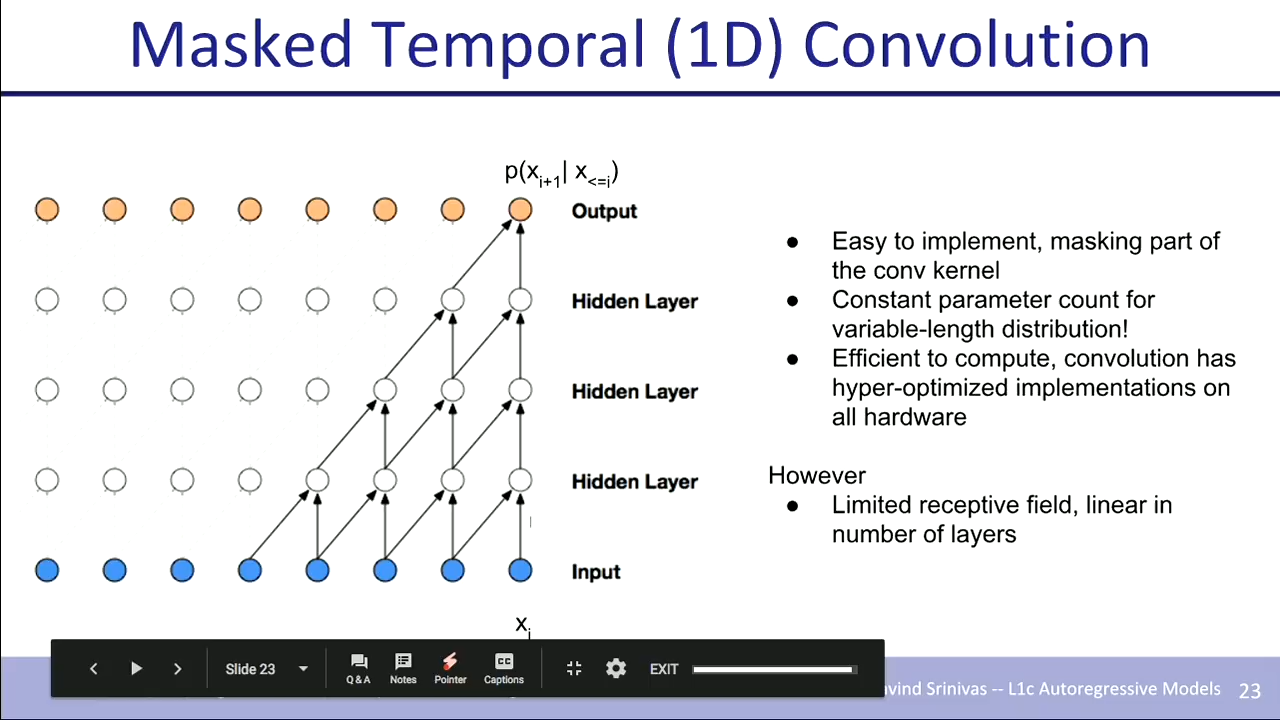 Masked Temporal (1D) Convolution
p(xi+1| x<=i)
Output
Hidden Layer
Hidden Layer
Hidden Layer
Input
xi
● Easy to implement, masking part of
the conv kernel
● Constant parameter count for
variable-length distribution!
● Efficient to compute, convolution has
hyper-optimized implementations on
all hardware
However
● Limited receptive field, linear in
number of layers
Slide 23
Q & A
Notes
Pointer
CC
Captions
EXIT
Srinivas -- L1c Autoregressive Models
23